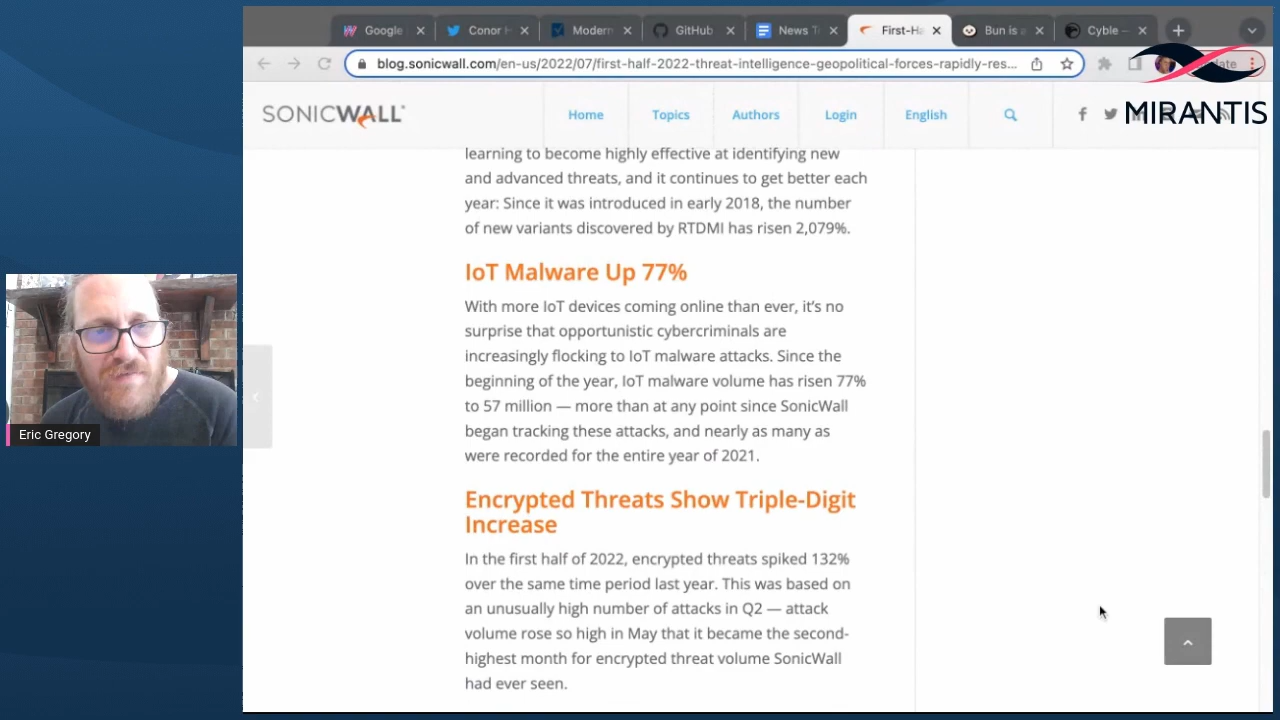 Google
Conor H
Modern
GitHub
News T
First-Ha
Bun is a
Cyble —
blog.sonicwall.com/en-us/2022/07/first-half-2022-threat-intelligence-geopolitical-forces-rapidly-res...
MIRANTIS
SONICWALL
Home
Topics
Authors
Login
English
learning to become highly effective at identifying new
and advanced threats, and it continues to get better each
year: Since it was introduced in early 2018, the number
of new variants discovered by RTDMI has risen 2,079%.
IoT Malware Up 77%
With more IoT devices coming online than ever, it’s no
surprise that opportunistic cybercriminals are
increasingly flocking to IoT malware attacks. Since the
beginning of the year, IoT malware volume has risen 77%
to 57 million — more than at any point since SonicWall
began tracking these attacks, and nearly as many as
were recorded for the entire year of 2021.
Encrypted Threats Show Triple-Digit
Increase
In the first half of 2022, encrypted threats spiked 132%
over the same time period last year. This was based on
an unusually high number of attacks in Q2 — attack
volume rose so high in May that it became the second-
highest month for encrypted threat volume SonicWall
had ever seen.
Eric Gregory